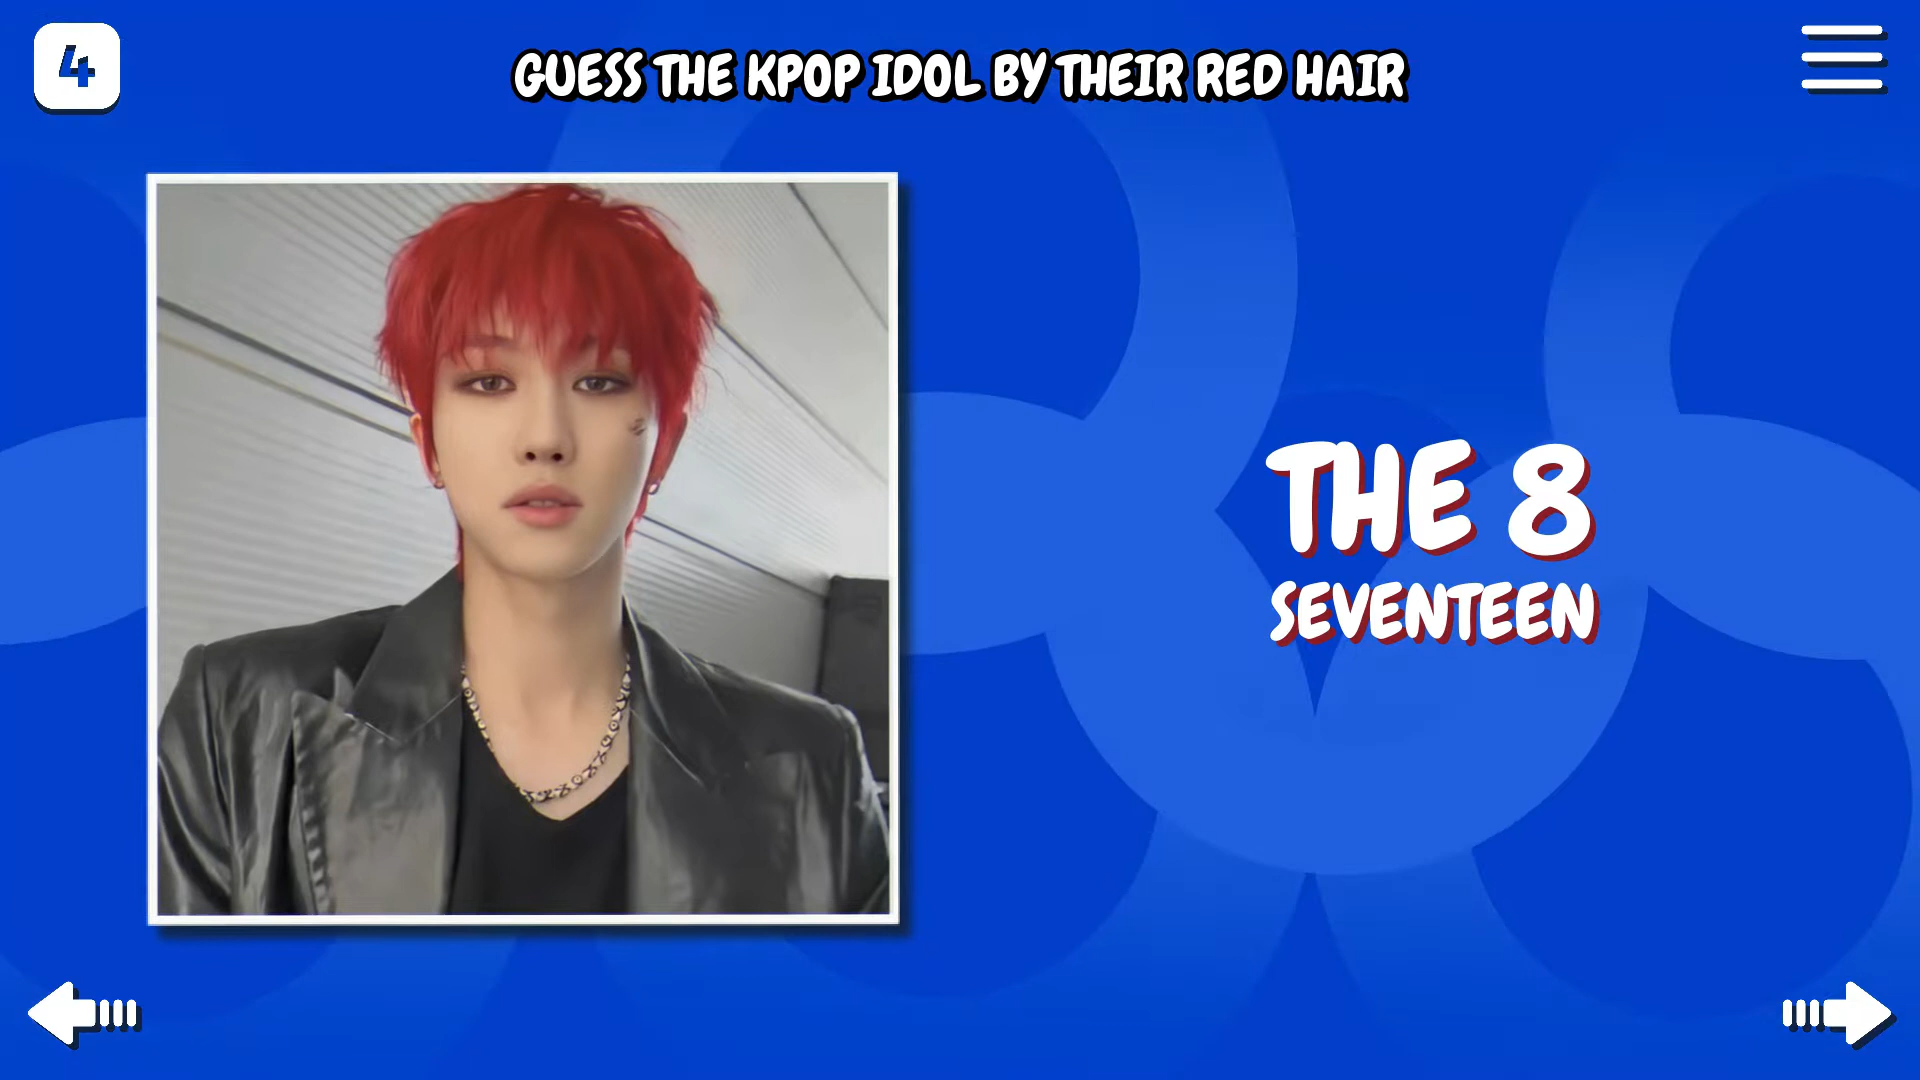 4
GUESS THE KPOP IDOL BY THEIR RED HAIR
THE 8
SEVENTEEN